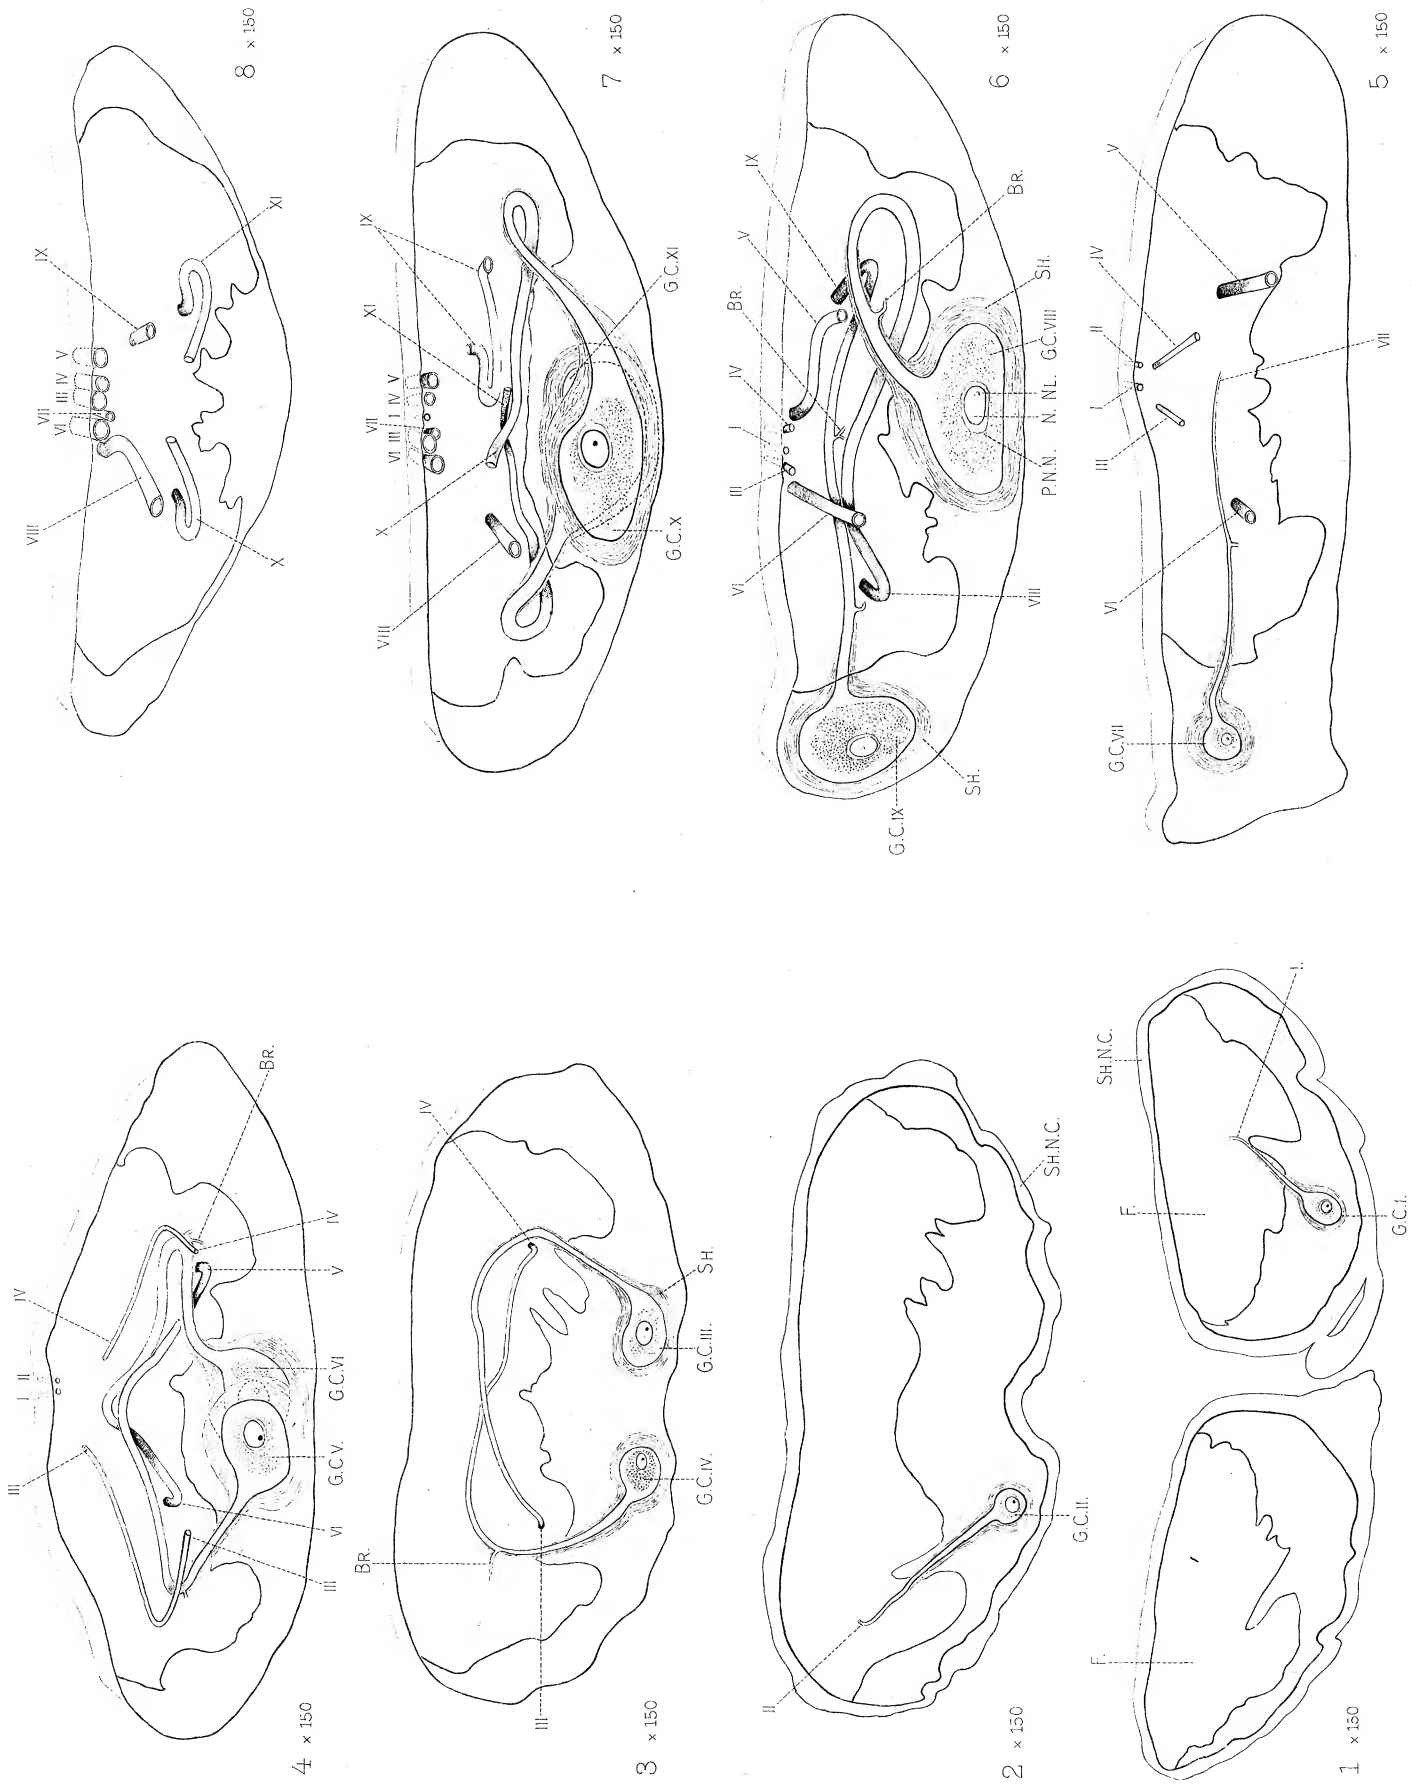 1 × 150
F.
F.
SH.N.C.
I.
G.C.I.
2 × 150
II
G.C.II.
SH.N.C.
3 × 150
BR.
IV
III
G.C.IV.
G.C.III.
SH.
4 × 150
III
I II
IV
III
VI
G.C.V.
G.C.VI
V
IV
BR.
5 × 150
G.C.VII
VI
III
I
II
IV
V
VII
6 × 150
VI
III
I
IV
BR.
V
IX
G.C.IX
SH.
VIII
P.N.N.
N.
NL.
G.C.VIII
SH.
BR.
7 × 150
VIII
X
VI III I IV V
VII
XI
IX
G.C.X
G.C.XI
8 × 150
VIII
VI III IV V
VII
IX
X
XI